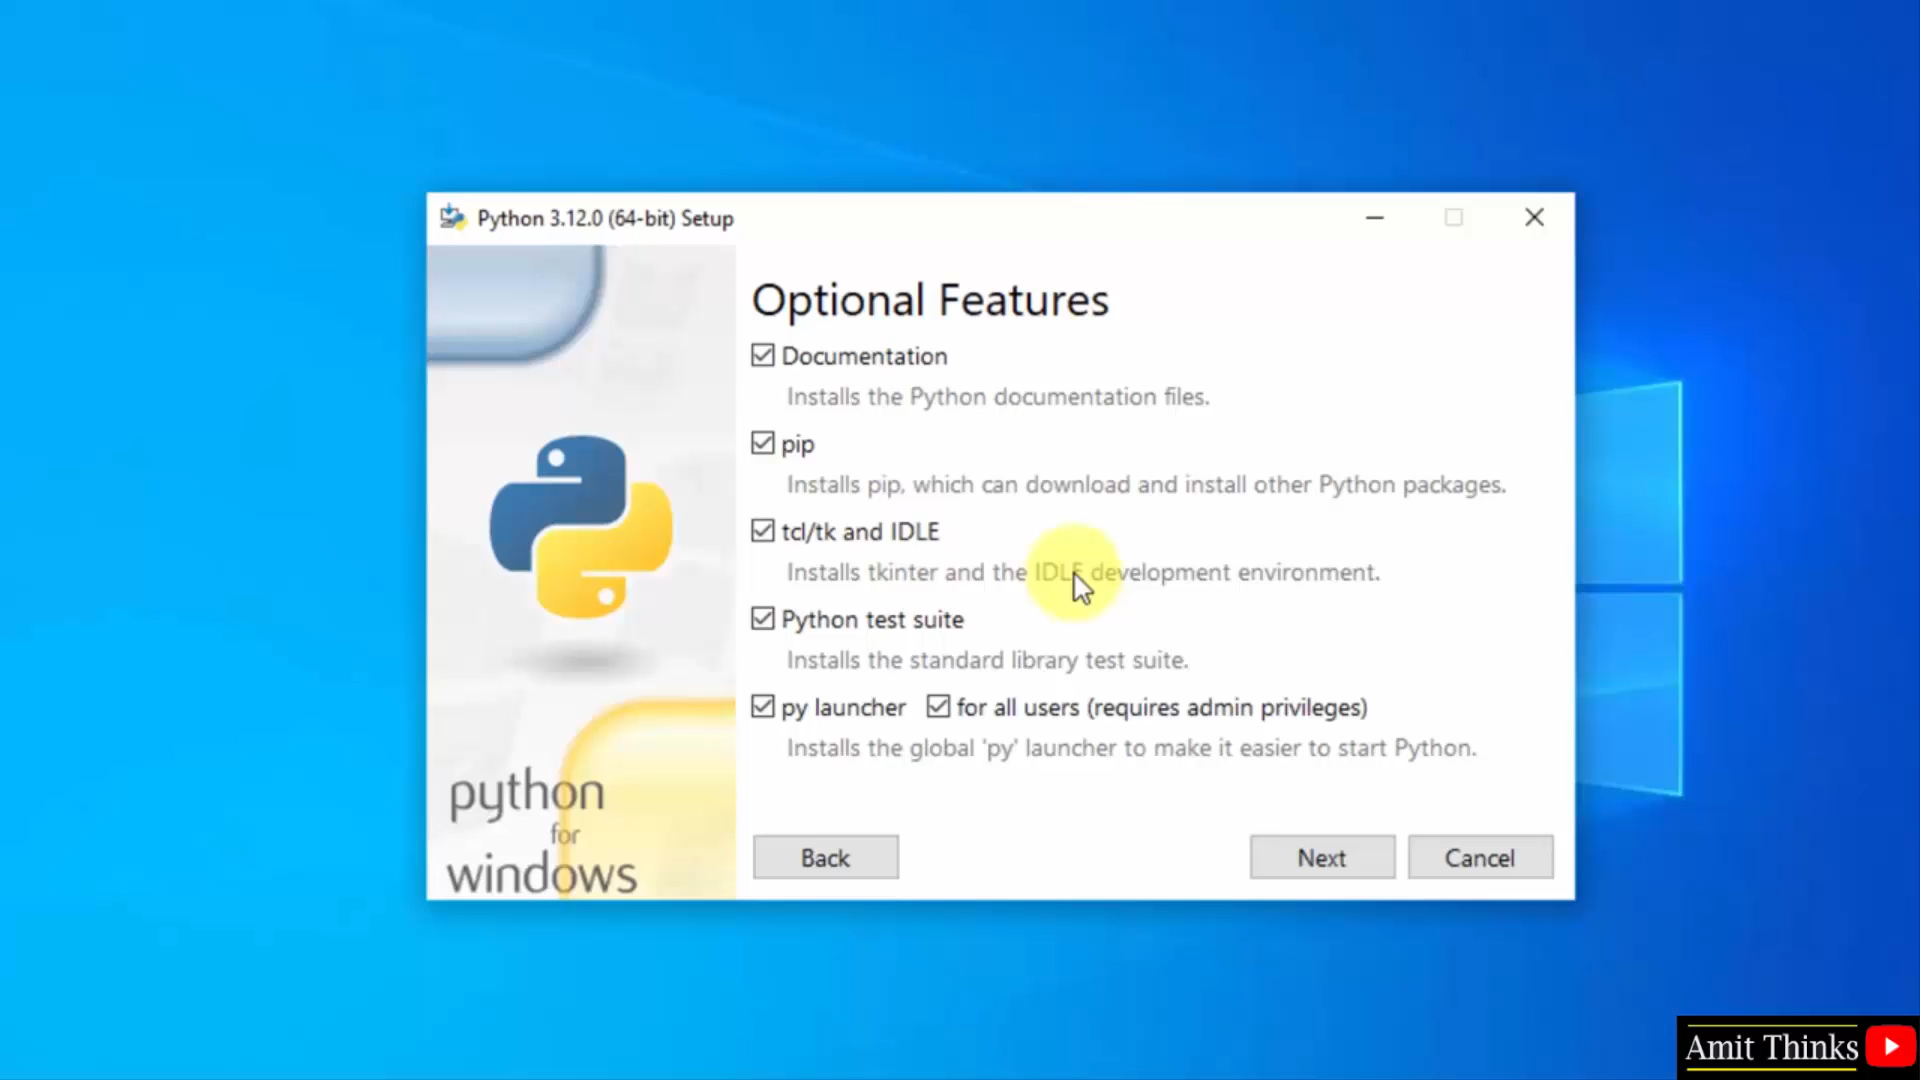 Python 3.12.0 (64-bit) Setup
Optional Features
Documentation
Installs the Python documentation files.
pip
Installs pip, which can download and install other Python packages.
tcl/tk and IDLE
Installs tkinter and the IDLE development environment.
Python test suite
Installs the standard library test suite.
py launcher for all users (requires admin privileges)
Installs the global 'py' launcher to make it easier to start Python.
python
for
windows
Back Next Cancel
Amit Thinks